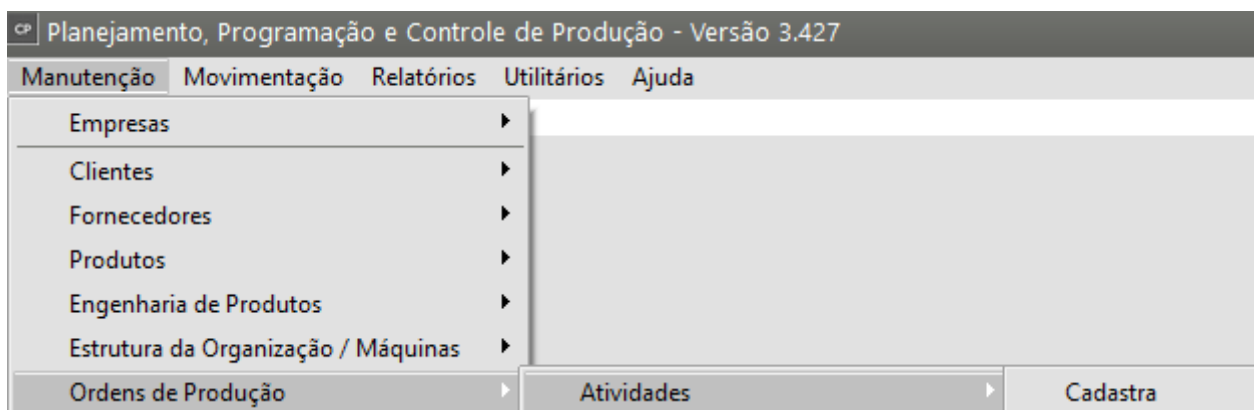 CP Planejamento, Programação e Controle de Produção - Versão 3.427
Manutenção Movimentação Relatórios Utilitários Ajuda
Empresas
Clientes
Fornecedores
Produtos
Engenharia de Produtos
Estrutura da Organização / Máquinas
Ordens de Produção Atividades Cadastra